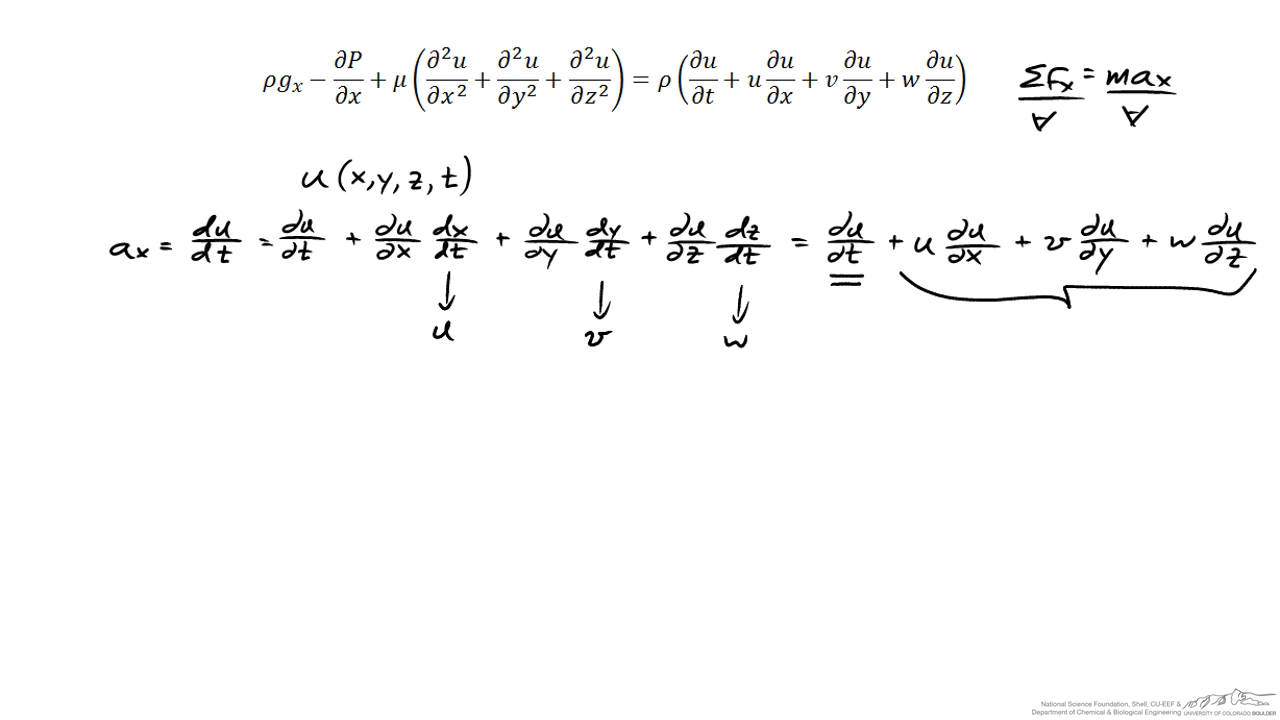 ρg_x − ∂P/∂x + μ(∂²u/∂x² + ∂²u/∂y² + ∂²u/∂z²) = ρ(∂u/∂t + u ∂u/∂x + v ∂u/∂y + w ∂u/∂z)
ΣF_x/∀ = ma_x/∀
u(x,y,z,t)
a_x = du/dt = ∂u/∂t + ∂u/∂x dx/dt + ∂u/∂y dy/dt + ∂u/∂z dz/dt = ∂u/∂t + u ∂u/∂x + v ∂u/∂y + w ∂u/∂z
↓ ↓ ↓
u v w
National Science Foundation, Shell, CU-EEF &
Department of Chemical & Biological Engineering UNIVERSITY OF COLORADO BOULDER